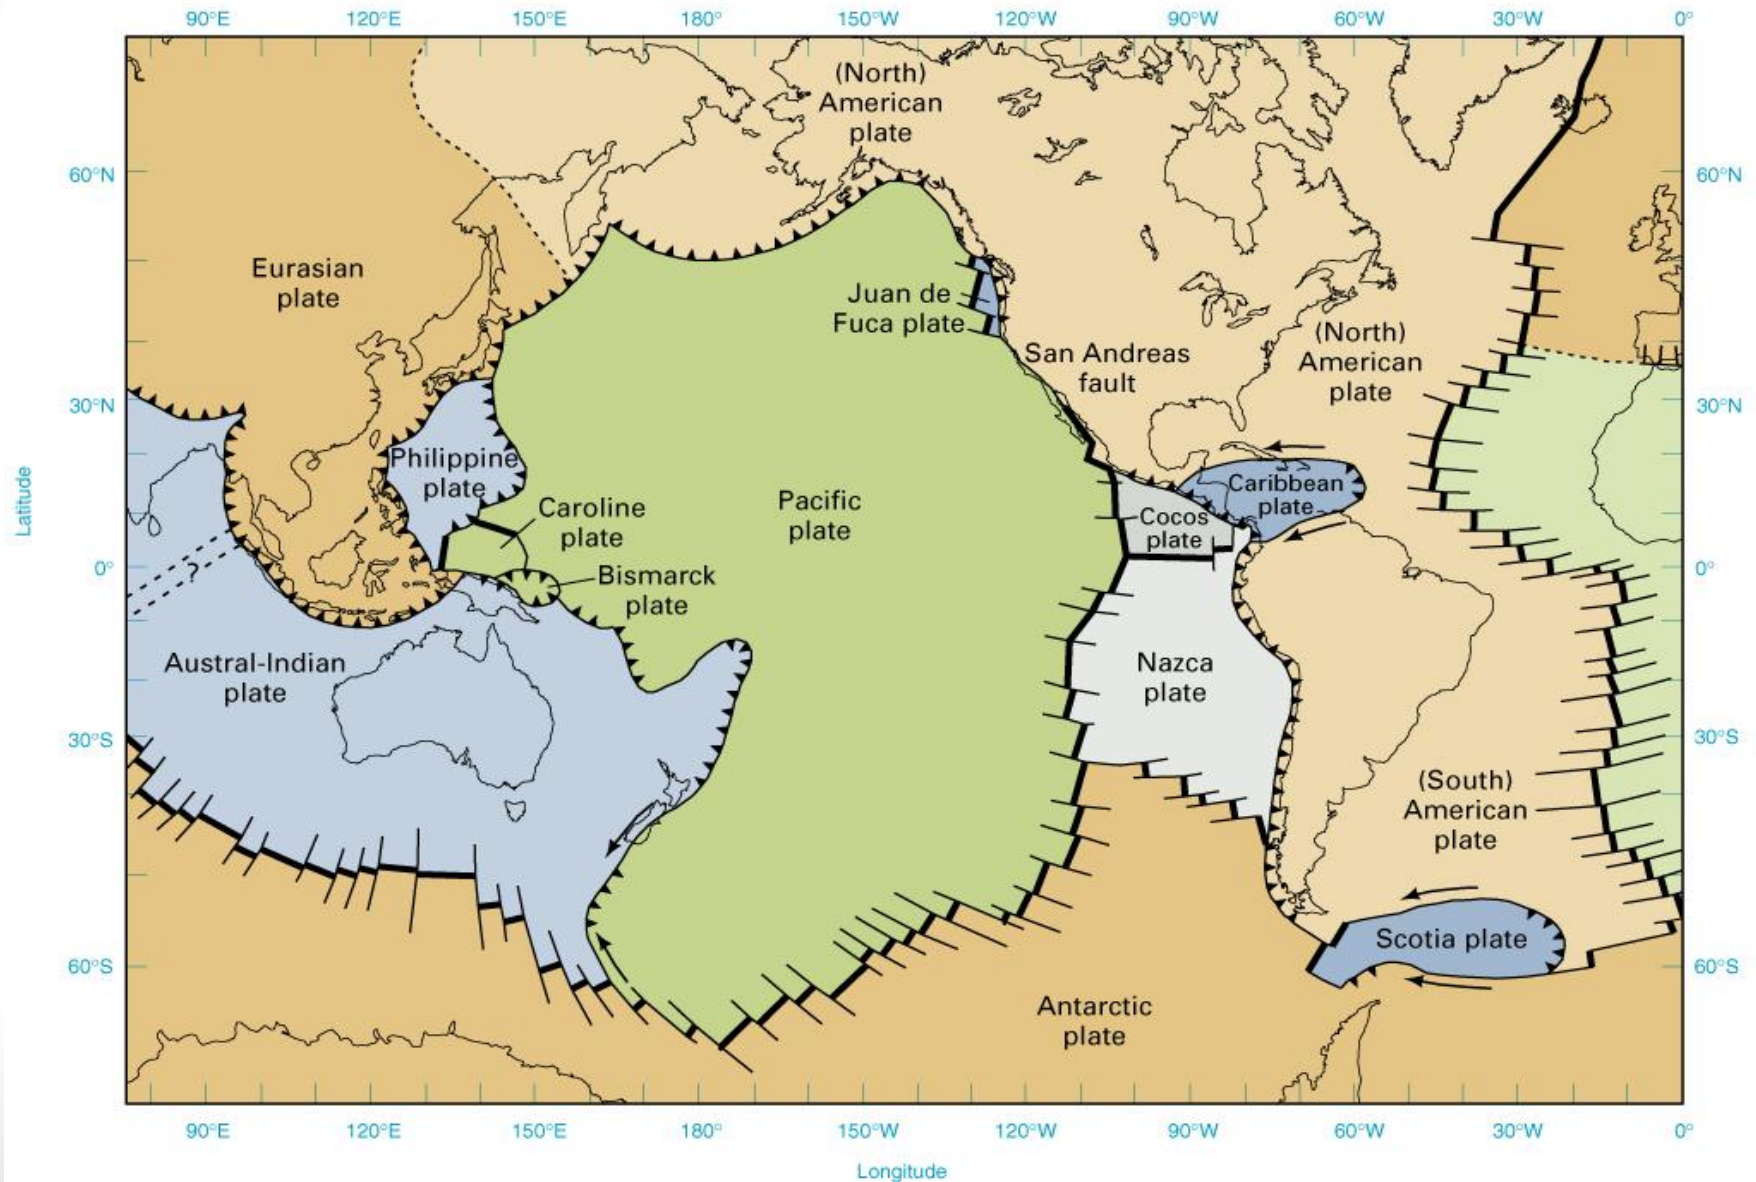 90°E 120°E 150°E 180° 150°W 120°W 90°W 60°W 30°W 0°
(North)
American
plate
60°N
60°N
Eurasian
plate
Juan de
Fuca plate
San Andreas
fault
(North)
American
plate
30°N
30°N
Philippine
plate
Caribbean
plate
Latitude
Caroline
plate
Pacific
plate
Cocos
plate
0°
?
0°
Bismarck
plate
Austral-Indian
plate
Nazca
plate
30°S
30°S
(South)
American
plate
Scotia plate
60°S
60°S
Antarctic
plate
90°E 120°E 150°E 180° 150°W 120°W 90°W 60°W 30°W 0°
Longitude